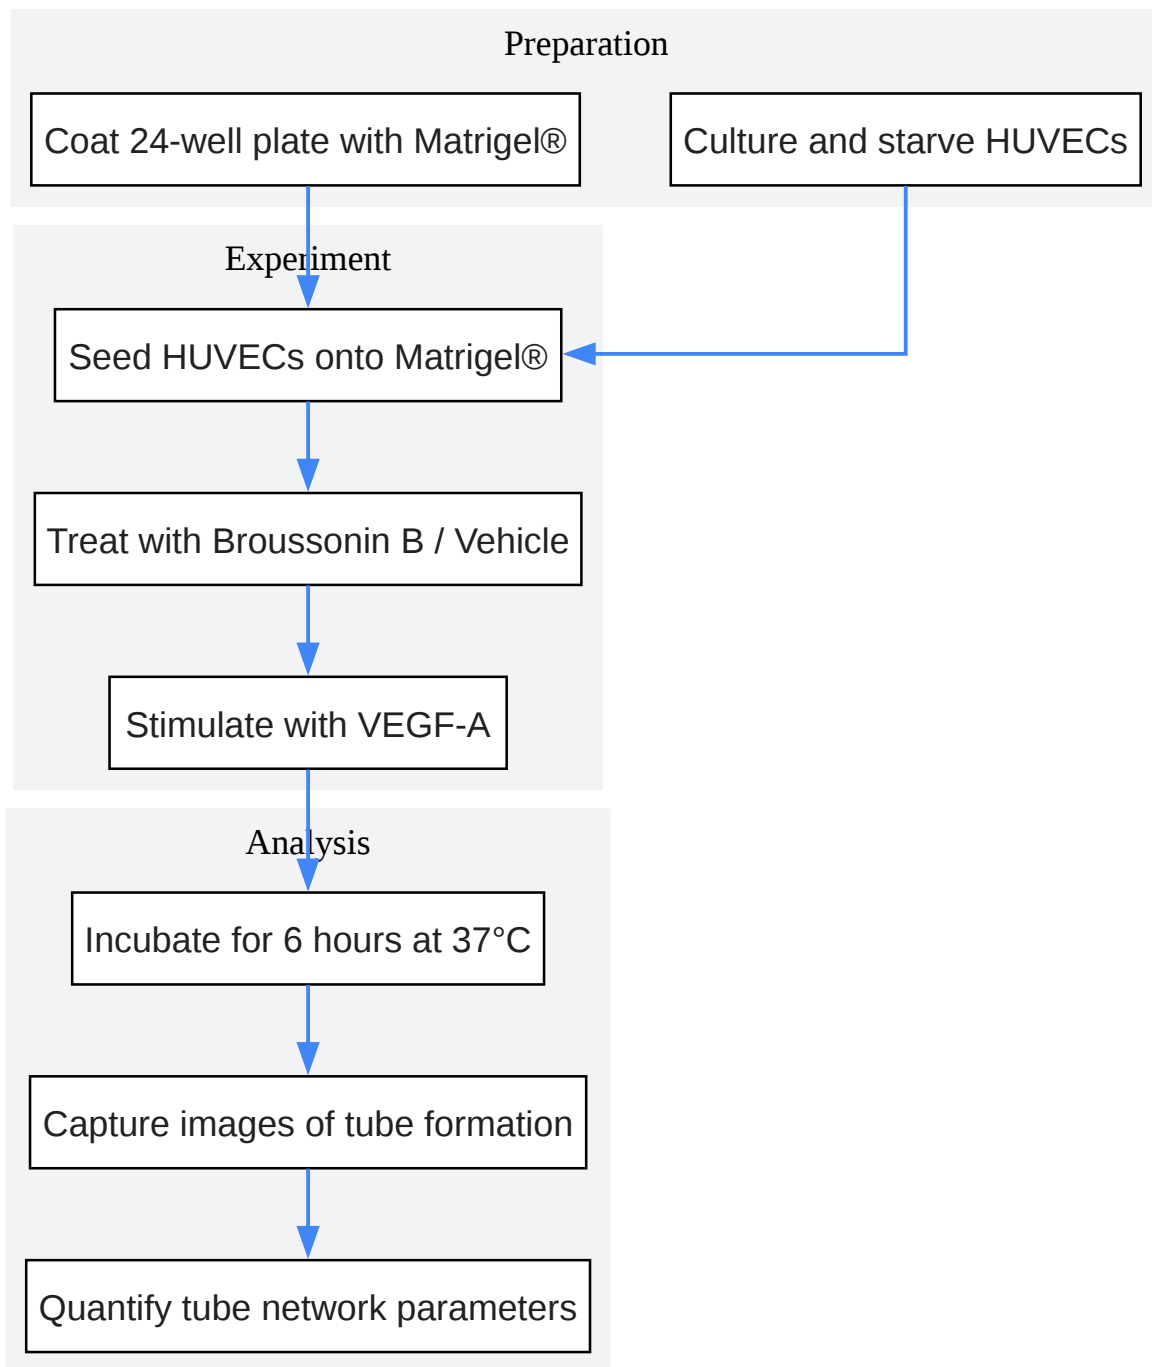 Preparation
Coat 24-well plate with Matrigel®
Culture and starve HUVECs
Experiment
Seed HUVECs onto Matrigel®
Treat with Broussonin B / Vehicle
Stimulate with VEGF-A
Analysis
Incubate for 6 hours at 37°C
Capture images of tube formation
Quantify tube network parameters